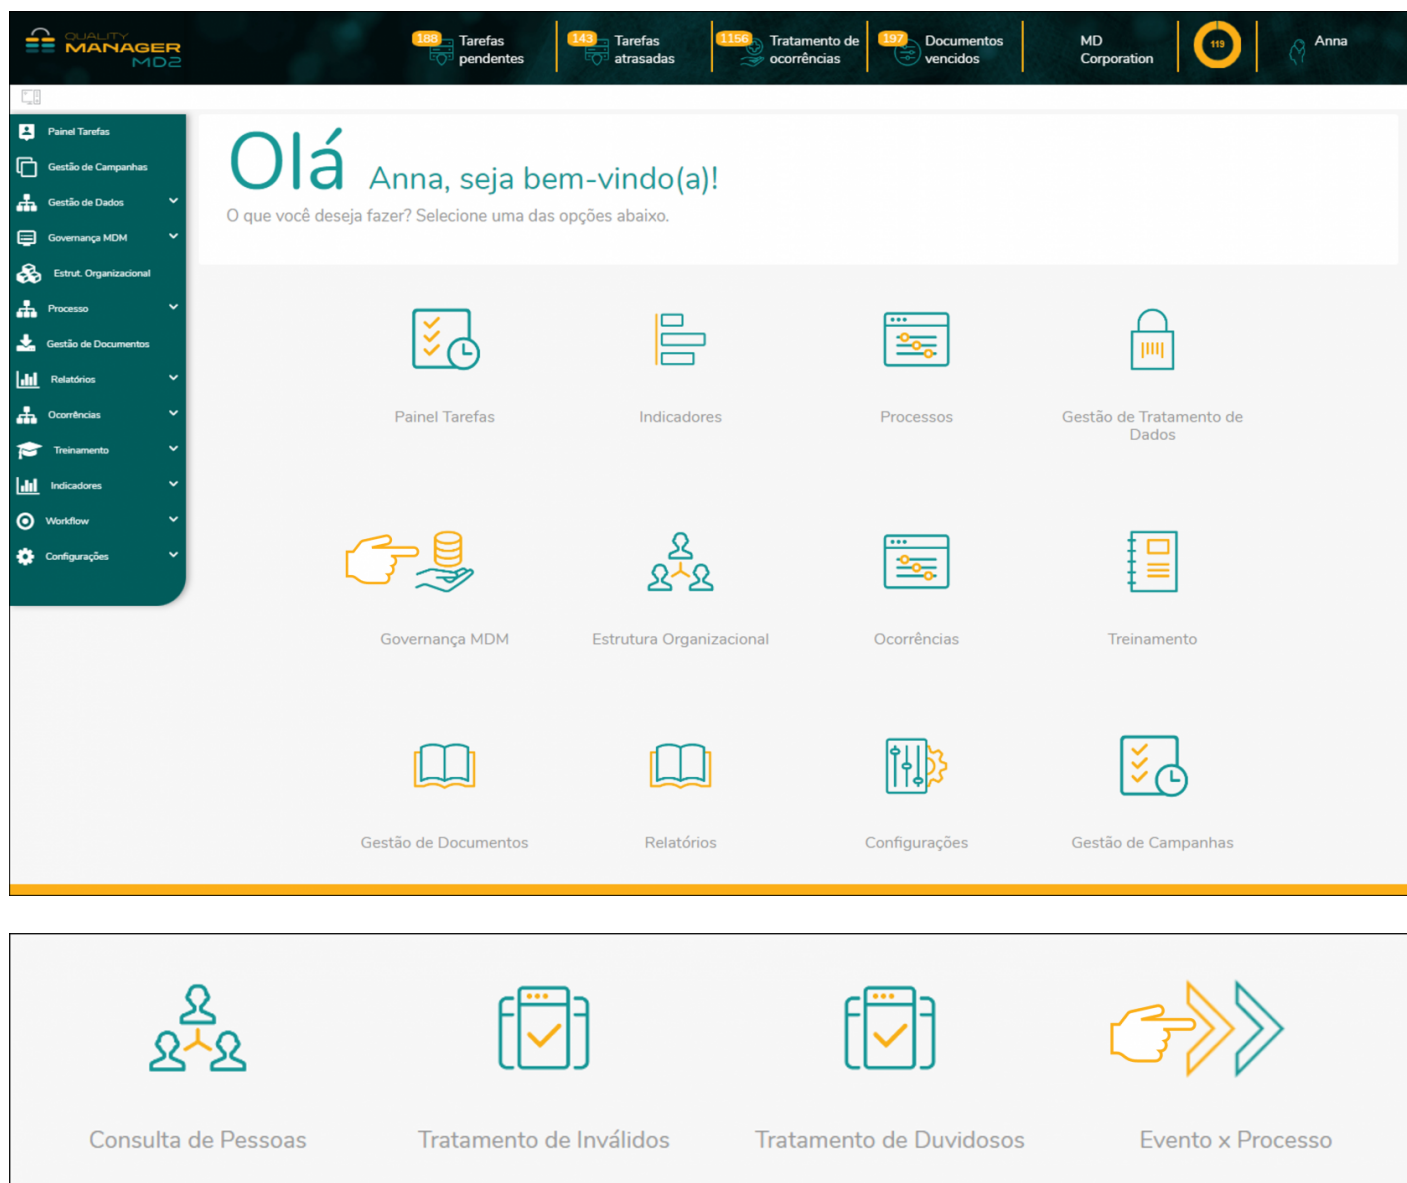 QUALITY
MANAGER
MD2
188
Tarefas
pendentes
143
Tarefas
atrasadas
1156
Tratamento de
ocorrências
197
Documentos
vencidos
MD
Corporation
119
Anna
Painel Tarefas
Gestão de Campanhas
Gestão de Dados
Governança MDM
Estrut. Organizacional
Processo
Gestão de Documentos
Relatórios
Ocorrências
Treinamento
Indicadores
Workflow
Configurações
Olá Anna, seja bem-vindo(a)!
O que você deseja fazer? Selecione uma das opções abaixo.
Painel Tarefas
Indicadores
Processos
Gestão de Tratamento de
Dados
Governança MDM
Estrutura Organizacional
Ocorrências
Treinamento
Gestão de Documentos
Relatórios
Configurações
Gestão de Campanhas
Consulta de Pessoas
Tratamento de Inválidos
Tratamento de Duvidosos
Evento x Processo